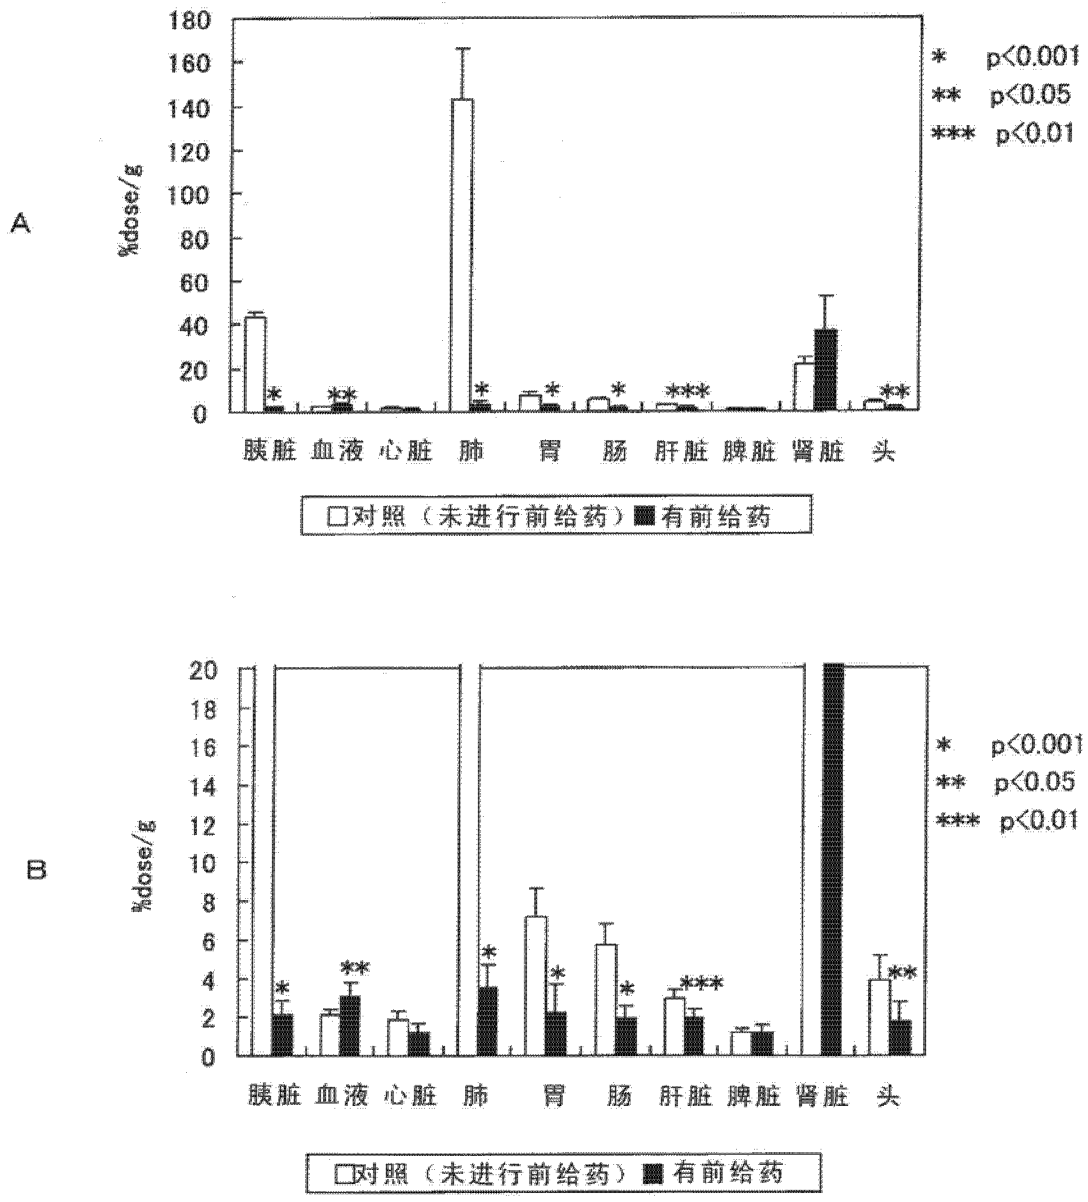 A
%dose/g
180
160
140
120
100
80
60
40
20
0
* p<0.001
** p<0.05
*** p<0.01
* ** * * * *** **
胰脏 血液 心脏 肺 胃 肠 肝脏 脾脏 肾脏 头
□对照（未进行前给药）■有前给药
B
%dose/g
20
18
16
14
12
10
8
6
4
2
0
* p<0.001
** p<0.05
*** p<0.01
* ** * * * *** **
胰脏 血液 心脏 肺 胃 肠 肝脏 脾脏 肾脏 头
□对照（未进行前给药）■有前给药